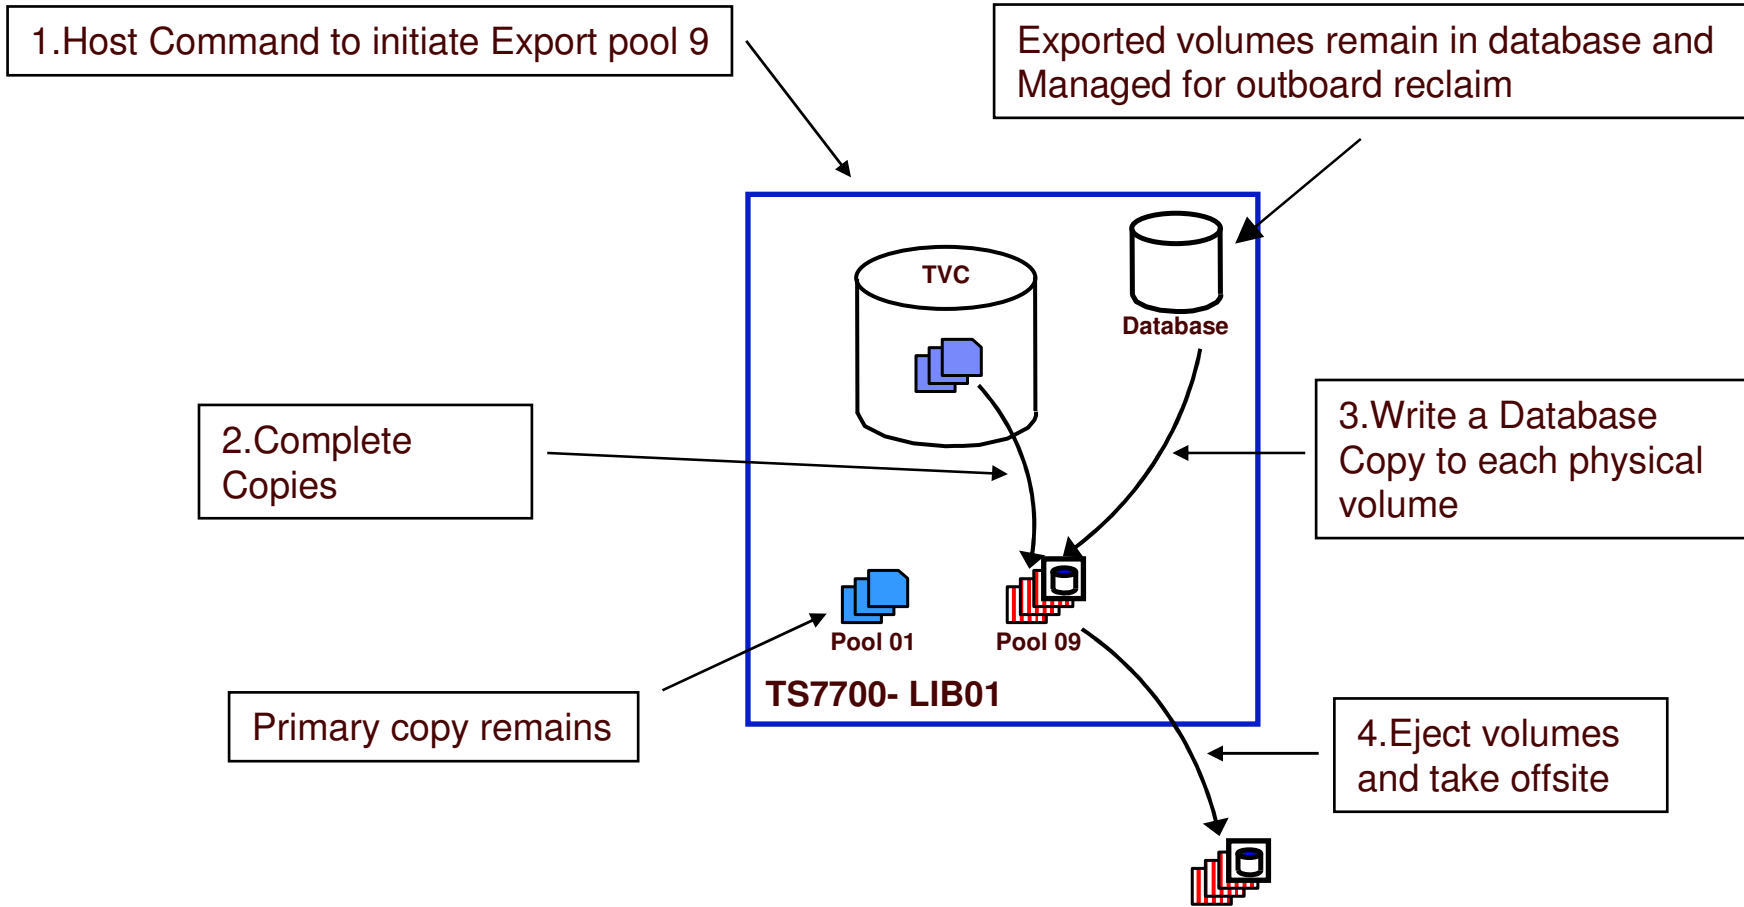 1.Host Command to initiate Export pool 9
Exported volumes remain in database and
Managed for outboard reclaim
TVC
Database
2.Complete
Copies
3.Write a Database
Copy to each physical
volume
Pool 01
Pool 09
TS7700- LIB01
Primary copy remains
4.Eject volumes
and take offsite